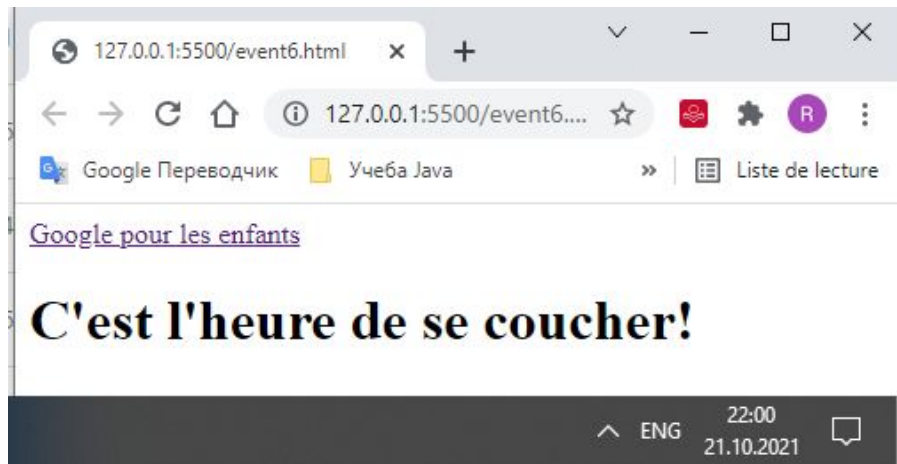 127.0.0.1:5500/event6.html
127.0.0.1:5500/event6....
R
Google Переводчик Учеба Java » Liste de lecture
Google pour les enfants
C'est l'heure de se coucher!
ENG 22:00
21.10.2021